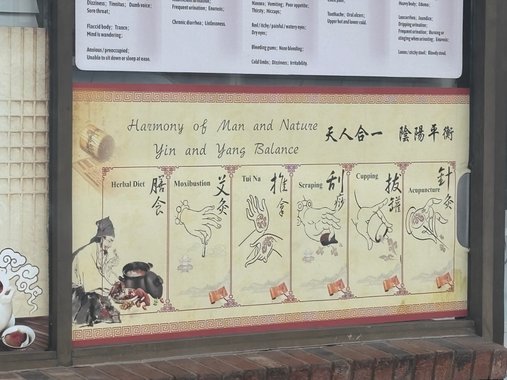 Dizziness; Tinnitus; Dumb voice;
Sore throat;
Flaccid body; Trance;
Mind is wandering.
Anxious / preoccupied;
Unable to sit down or sleep at ease.
Frequent urination; Enuresis;
Chronic diarrhea; Listlessness.
Vomiting; Poor appetite;
Thirsty; Hiccups;
Red / itchy / painful / watery eyes;
Dry eyes;
Bleeding gums; Nose bleeding;
Cold limbs; Dizziness; Irritability.
Toothache; Oral ulcers;
Upper hot and lower cold.
Heavy body; Edema;
Leucorrhea; Jaundice;
Dripping urination;
Frequent urination; Burning or
stinging when urinating; Enuresis;
Loose / sticky stool; Bloody stool.
Harmony of Man and Nature
Yin and Yang Balance
天人合一 陰陽平衡
Herbal Diet 膳食
Moxibustion 艾灸
Tui Na 推拿
Scraping 刮痧
Cupping 拔罐
Acupuncture 針灸